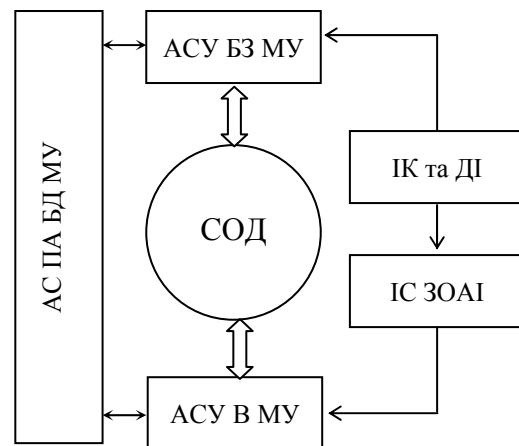 АСУ БЗ МУ
АС ПА БД МУ
ІК та ДІ
СОД
ІС ЗОАІ
АСУ В МУ